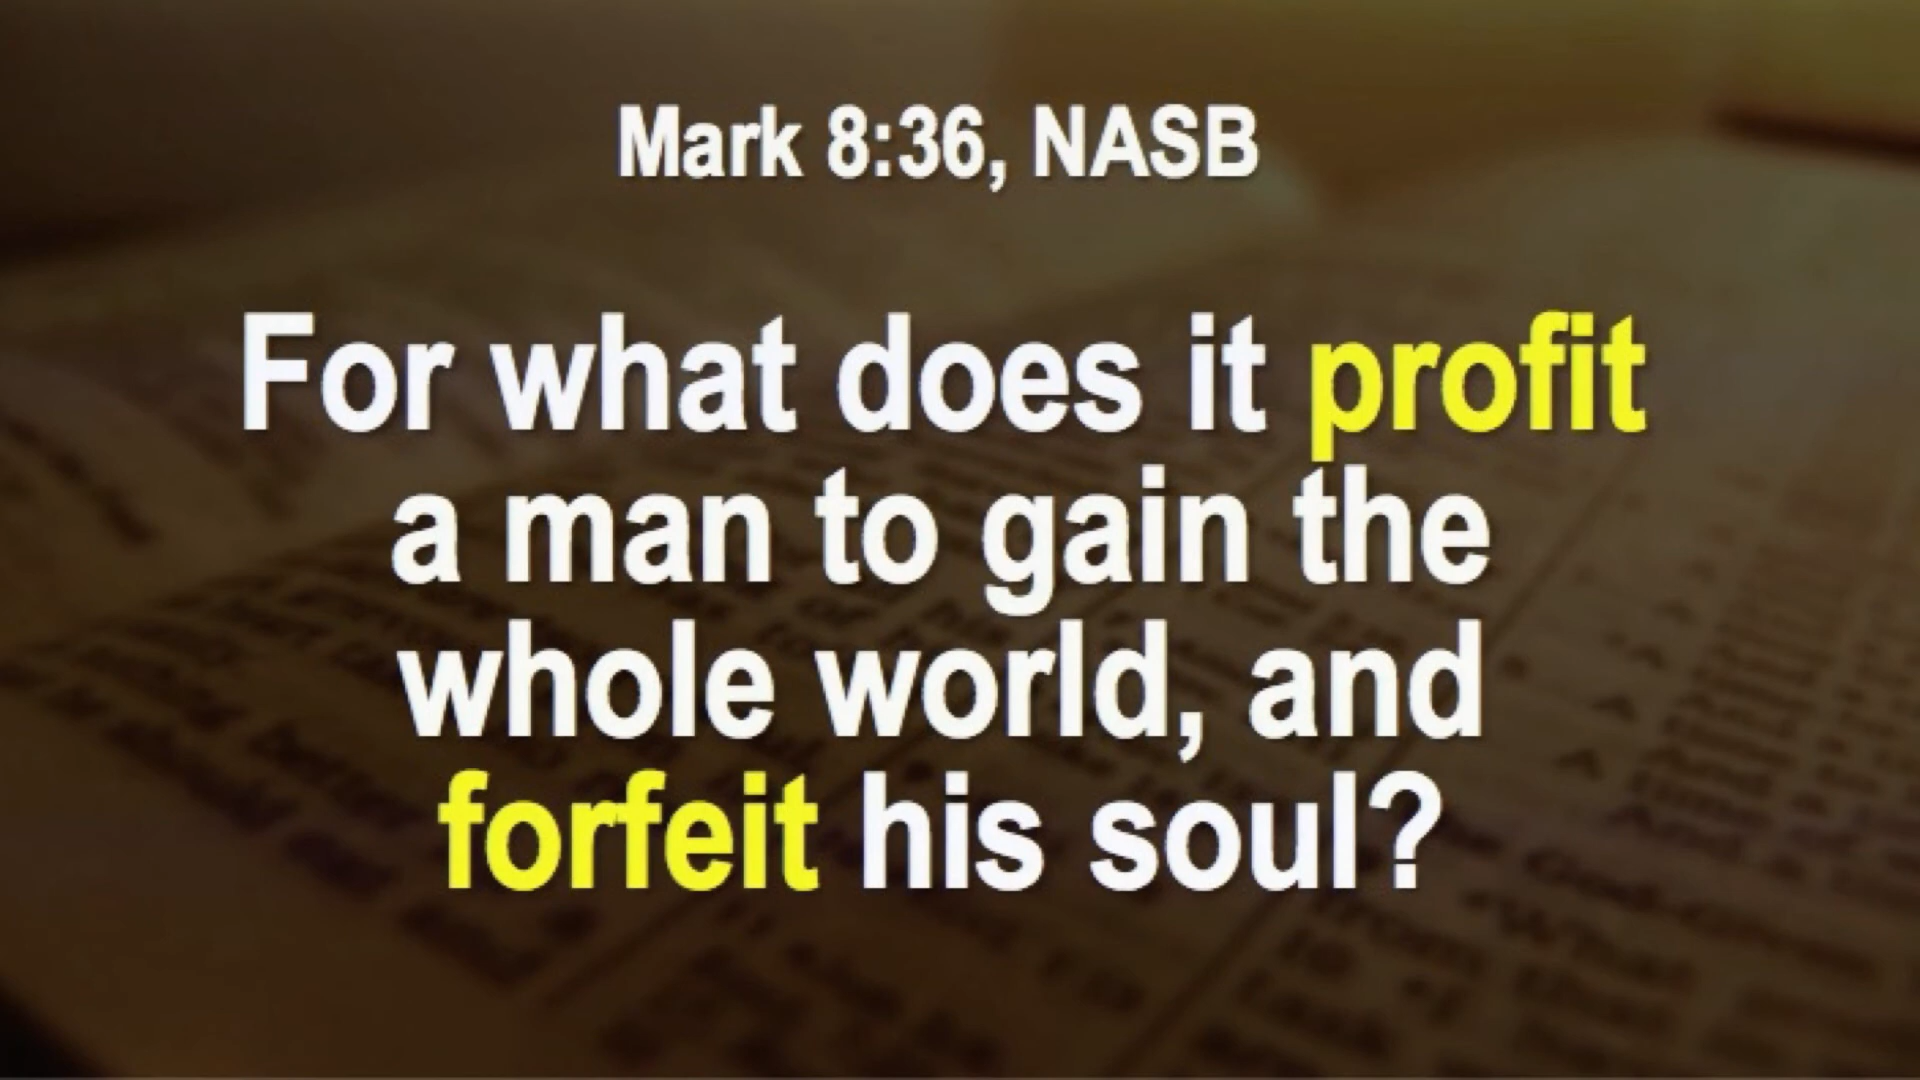 Mark 8:36, NASB
For what does it profit
a man to gain the
whole world, and
forfeit his soul?